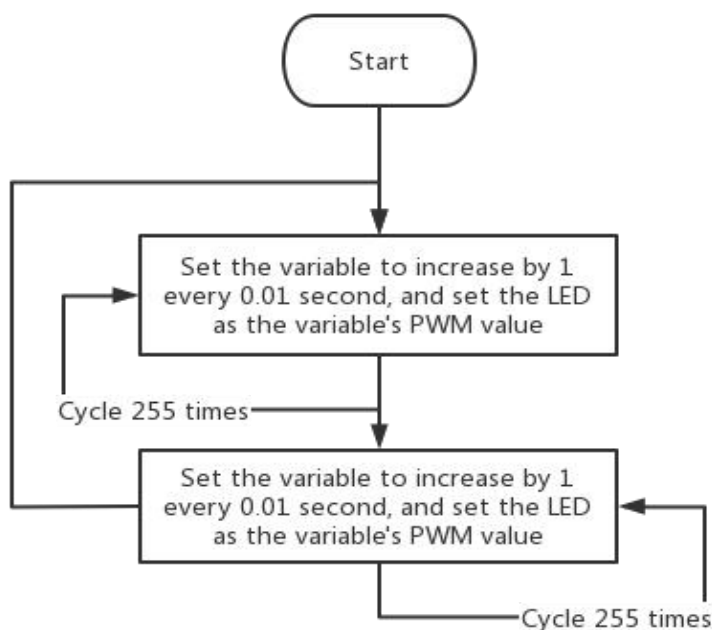 Start
Set the variable to increase by 1
every 0.01 second, and set the LED
as the variable's PWM value
Cycle 255 times
Set the variable to increase by 1
every 0.01 second, and set the LED
as the variable's PWM value
Cycle 255 times